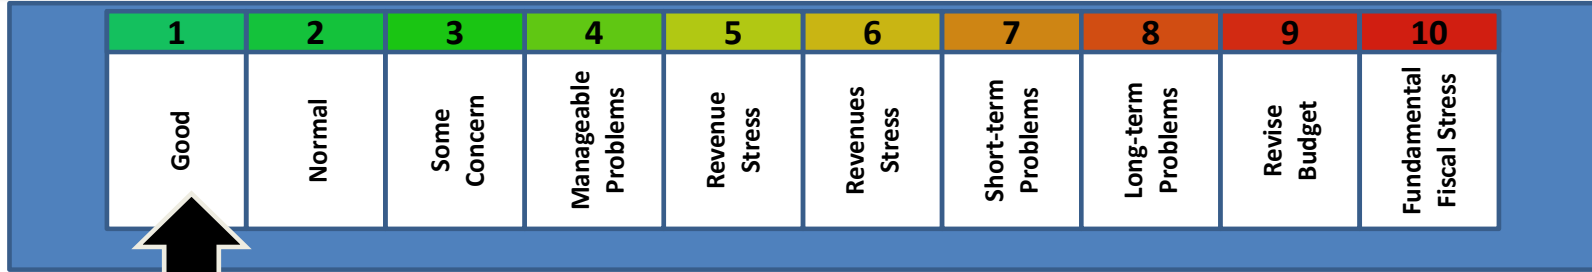 1 2 3 4 5 6 7 8 9 10
Good
Normal
Some
Concern
Manageable
Problems
Revenue
Stress
Revenues
Stress
Short-term
Problems
Long-term
Problems
Revise
Budget
Fundamental
Fiscal Stress